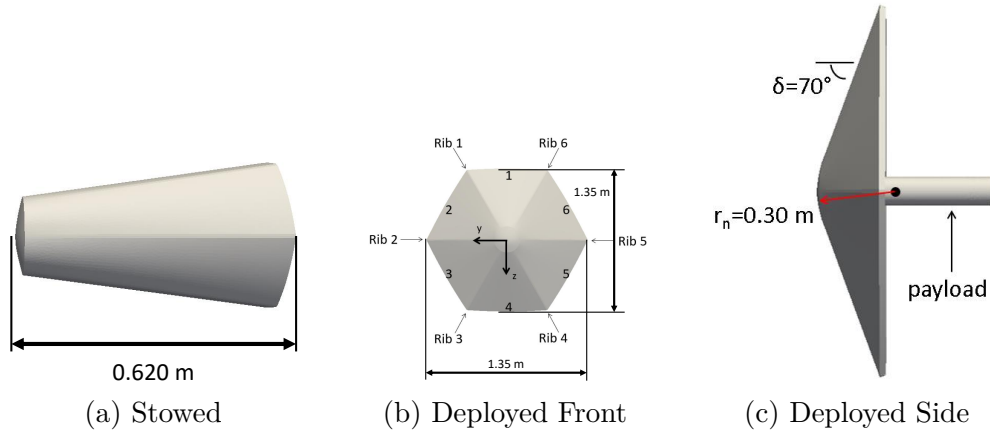 0.620 m
(a) Stowed
Rib 1
Rib 6
1
1.35 m
2
6
y
Rib 2
Rib 5
z
3
5
4
Rib 3
Rib 4
1.35 m
(b) Deployed Front
δ=70°
rn=0.30 m
payload
(c) Deployed Side